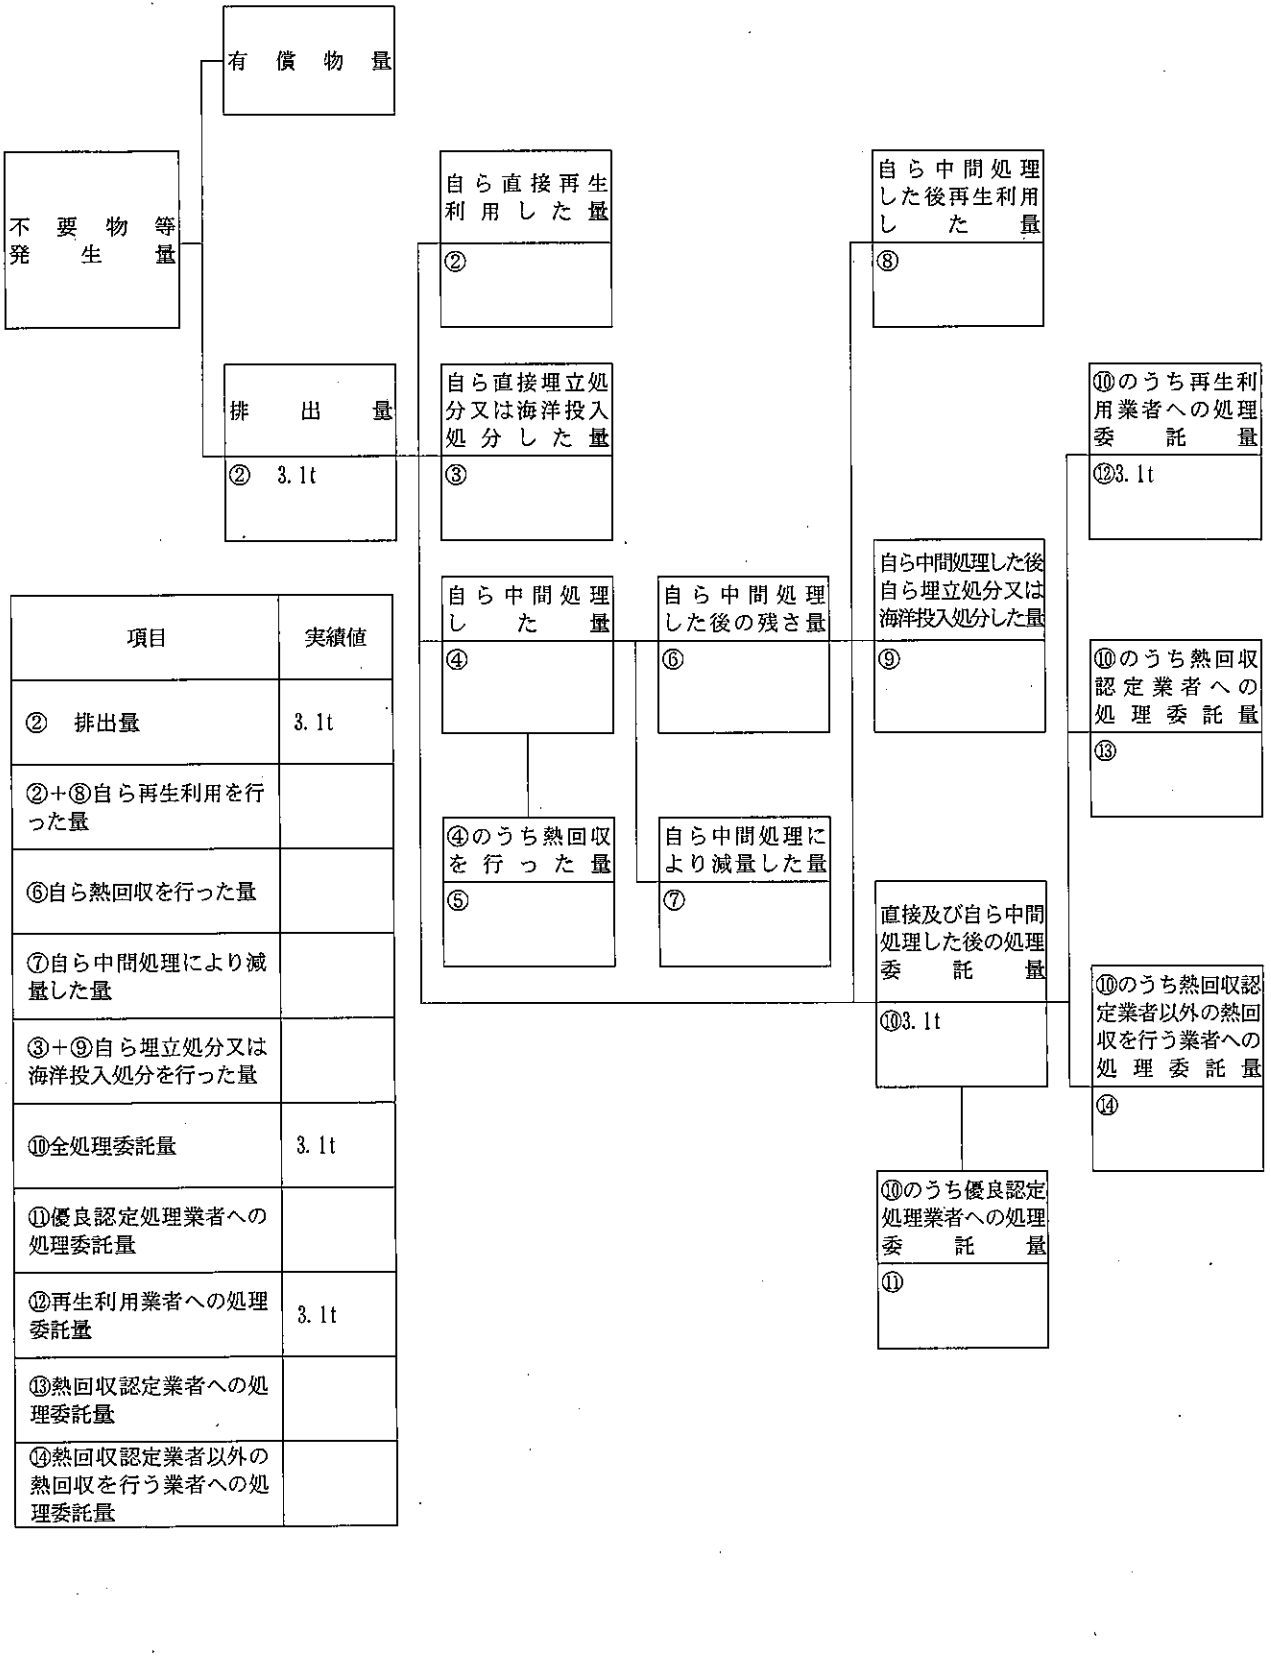 有償物量
不要物等
発生量
排出量
② 3.1t
自ら直接再生
利用した量
②
自ら直接埋立処
分又は海洋投入
処分した量
③
自ら中間処理
した量
④
④のうち熱回収
を行った量
⑤
自ら中間処理
した後の残さ量
⑥
自ら中間処理に
より減量した量
⑦
自ら中間処理
した後再生利用
した量
⑧
自ら中間処理した後
自ら埋立処分又は
海洋投入処分した量
⑨
直接及び自ら中間
処理した後の処理
委託量
⑩3.1t
⑩のうち優良認定
処理業者への処理
委託量
⑪
⑩のうち再生利
用業者への処理
委託量
⑫3.1t
⑩のうち熱回収
認定業者への
処理委託量
⑬
⑩のうち熱回収認
定業者以外の熱回
収を行う業者への
処理委託量
⑭
項目 実績値
② 排出量 3.1t
②+⑧自ら再生利用を行
った量
⑥自ら熱回収を行った量
⑦自ら中間処理により減
量した量
③+⑨自ら埋立処分又は
海洋投入処分を行った量
⑩全処理委託量 3.1t
⑪優良認定処理業者への
処理委託量
⑫再生利用業者への処理
委託量 3.1t
⑬熱回収認定業者への処
理委託量
⑭熱回収認定業者以外の
熱回収を行う業者への処
理委託量